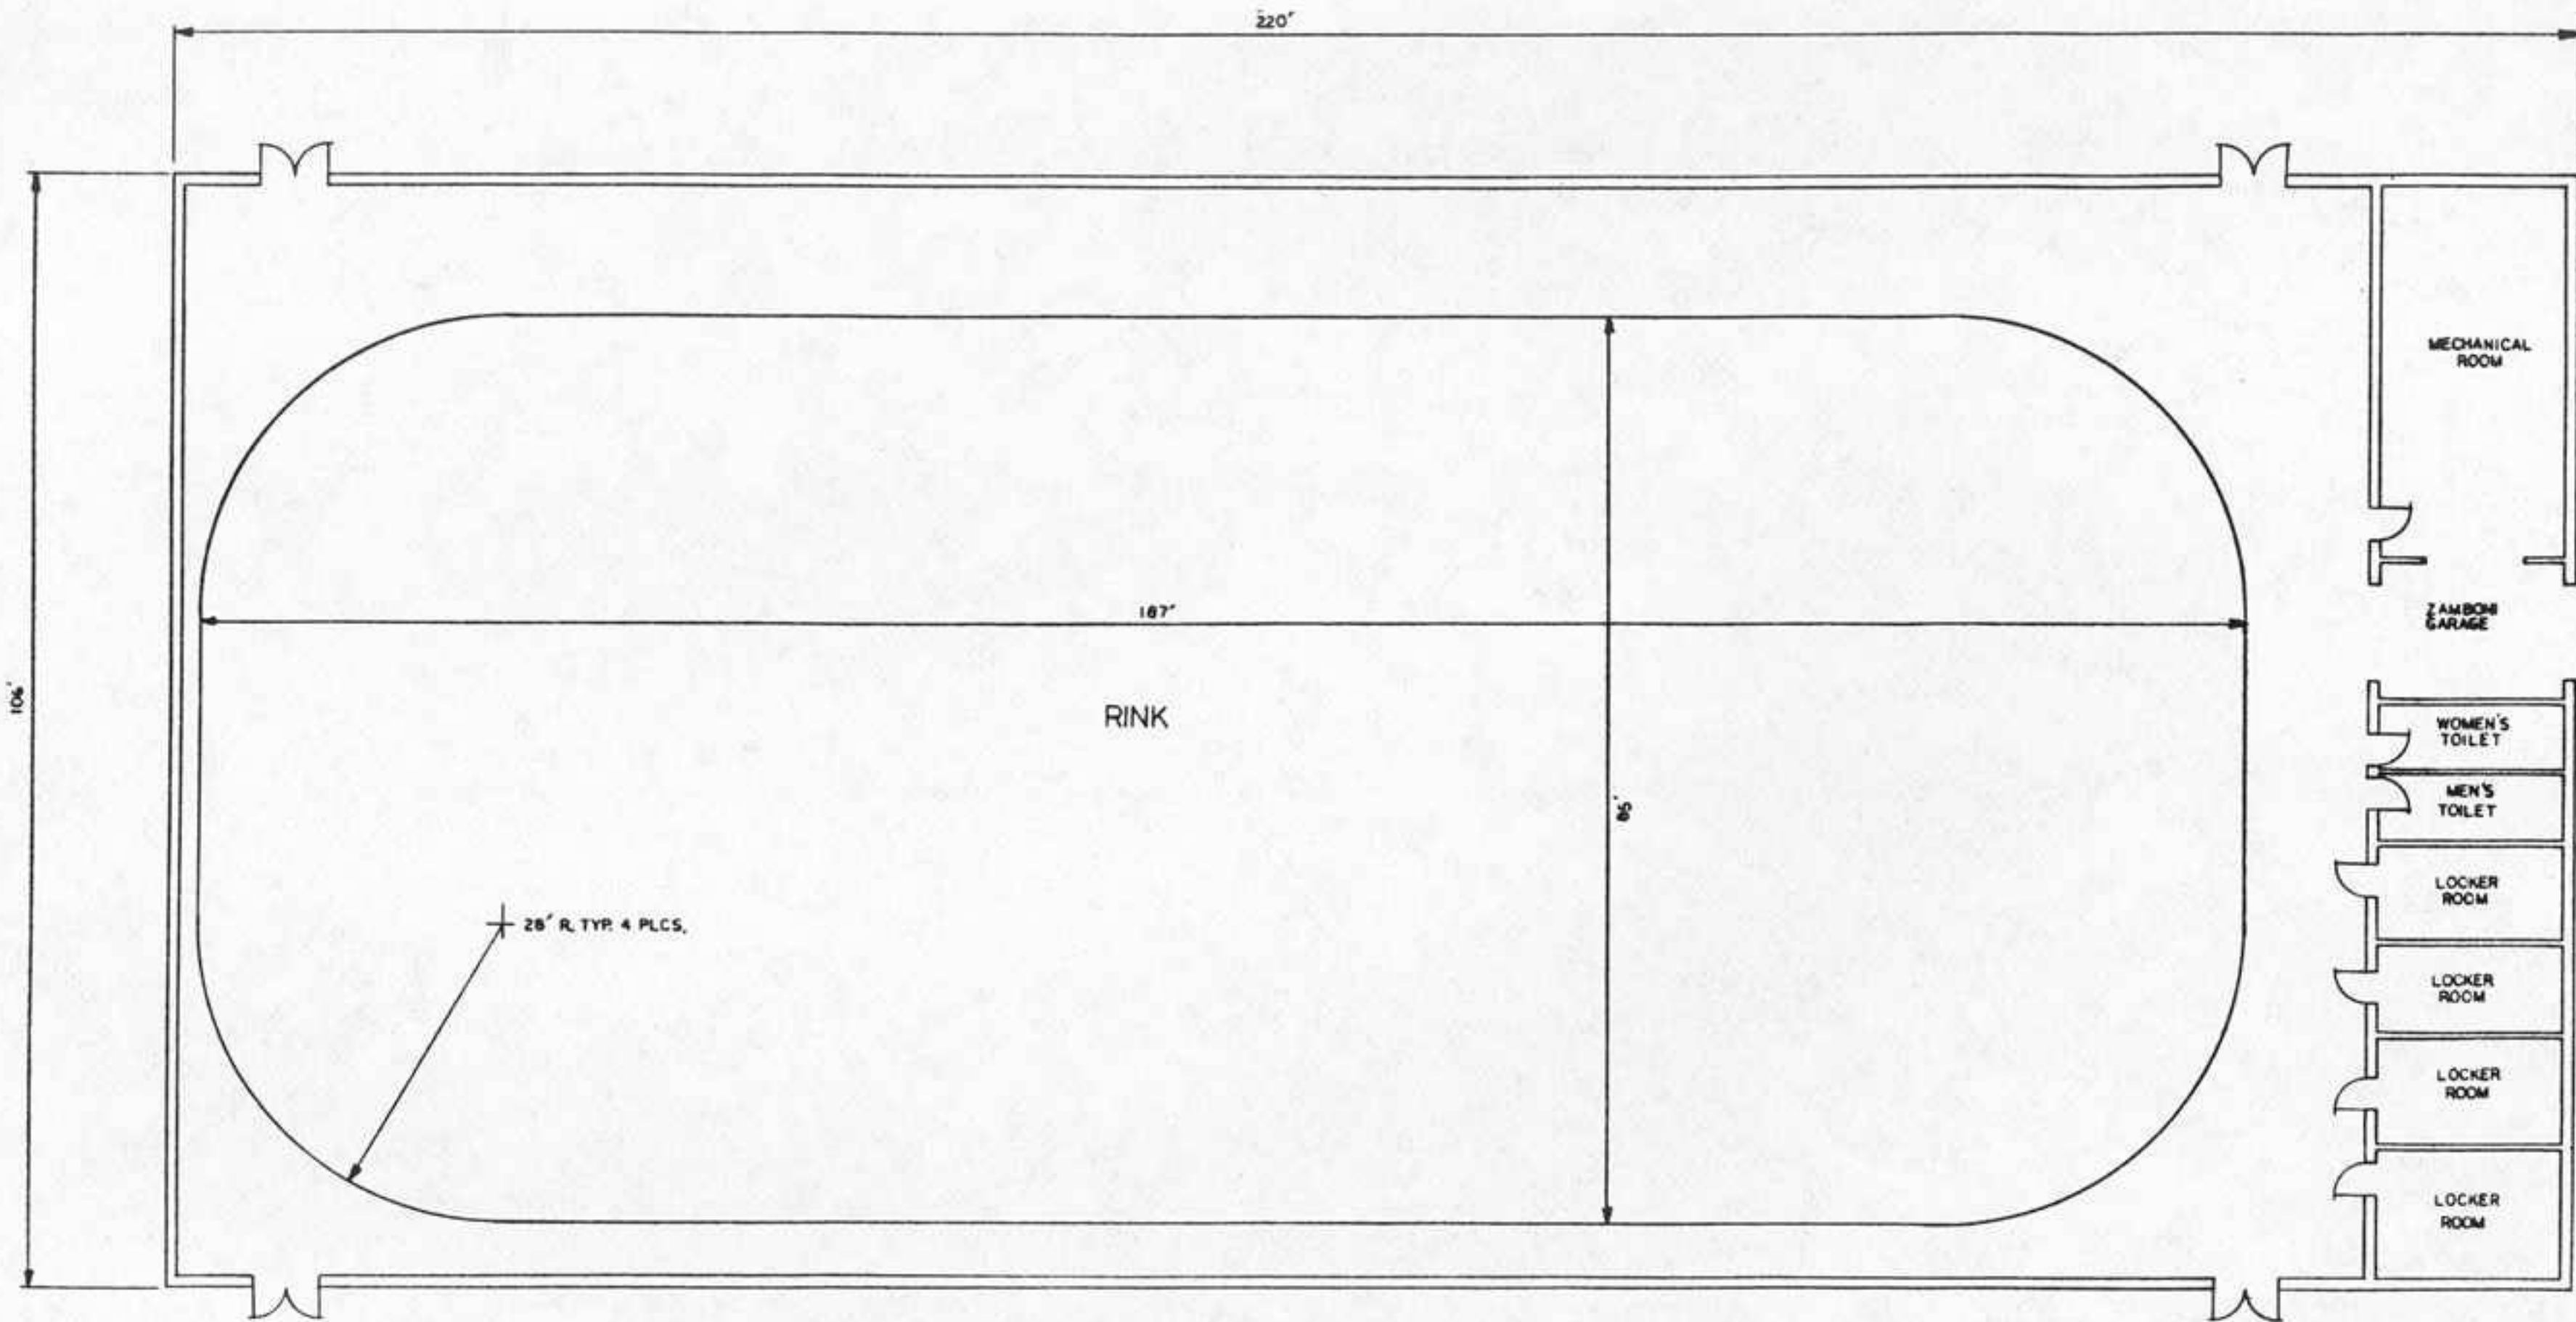 220'
MECHANICAL
ROOM
187'
ZAMBONI
GARAGE
106'
RINK
WOMEN'S
TOILET
MEN'S
TOILET
85'
28' R. TYP. 4 PLCS.
LOCKER
ROOM
LOCKER
ROOM
LOCKER
ROOM
LOCKER
ROOM